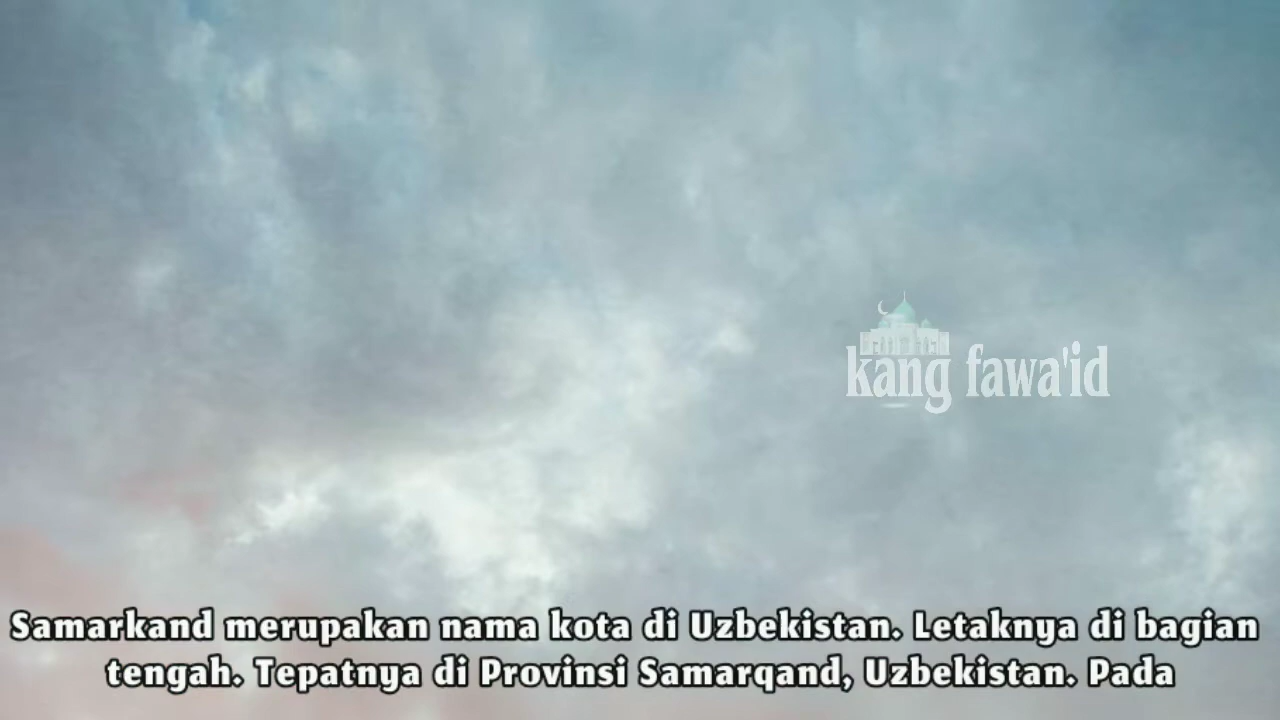 kang fawa'id
Samarkand merupakan nama kota di Uzbekistan. Letaknya di bagian
tengah. Tepatnya di Provinsi Samarqand, Uzbekistan. Pada